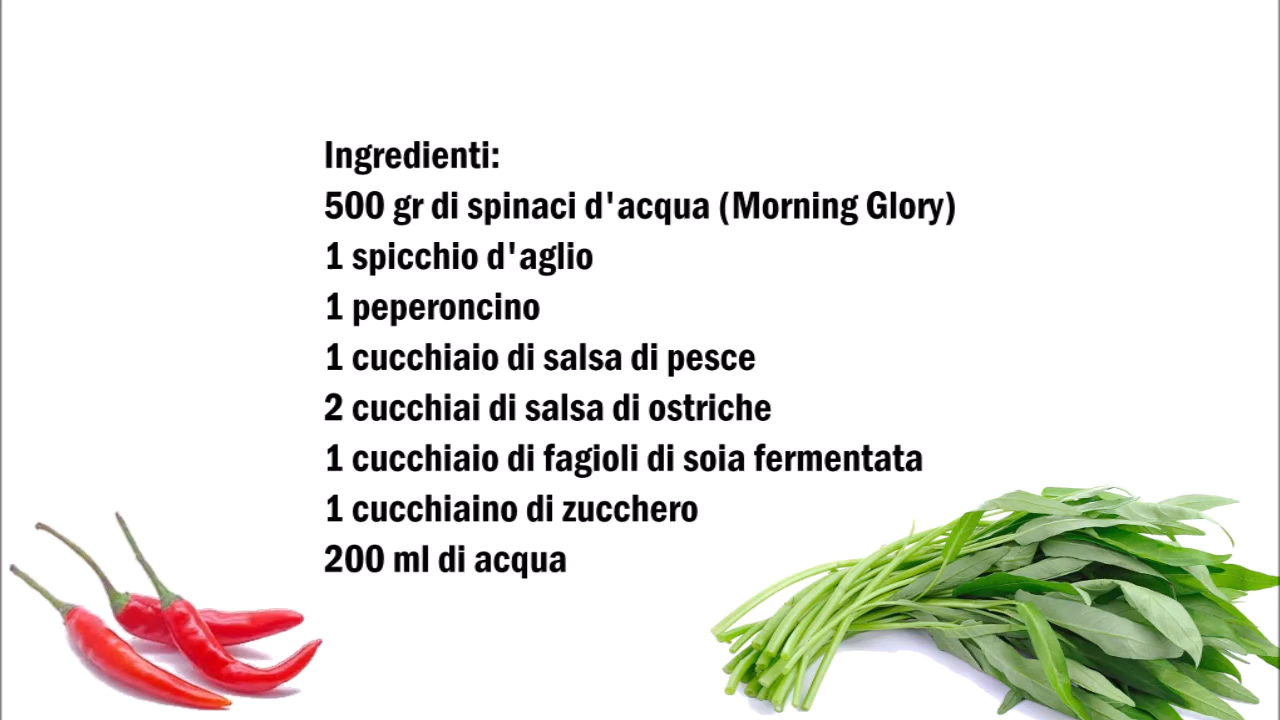 Ingredienti:
500 gr di spinaci d'acqua (Morning Glory)
1 spicchio d'aglio
1 peperoncino
1 cucchiaio di salsa di pesce
2 cucchiai di salsa di ostriche
1 cucchiaio di fagioli di soia fermentata
1 cucchiaino di zucchero
200 ml di acqua